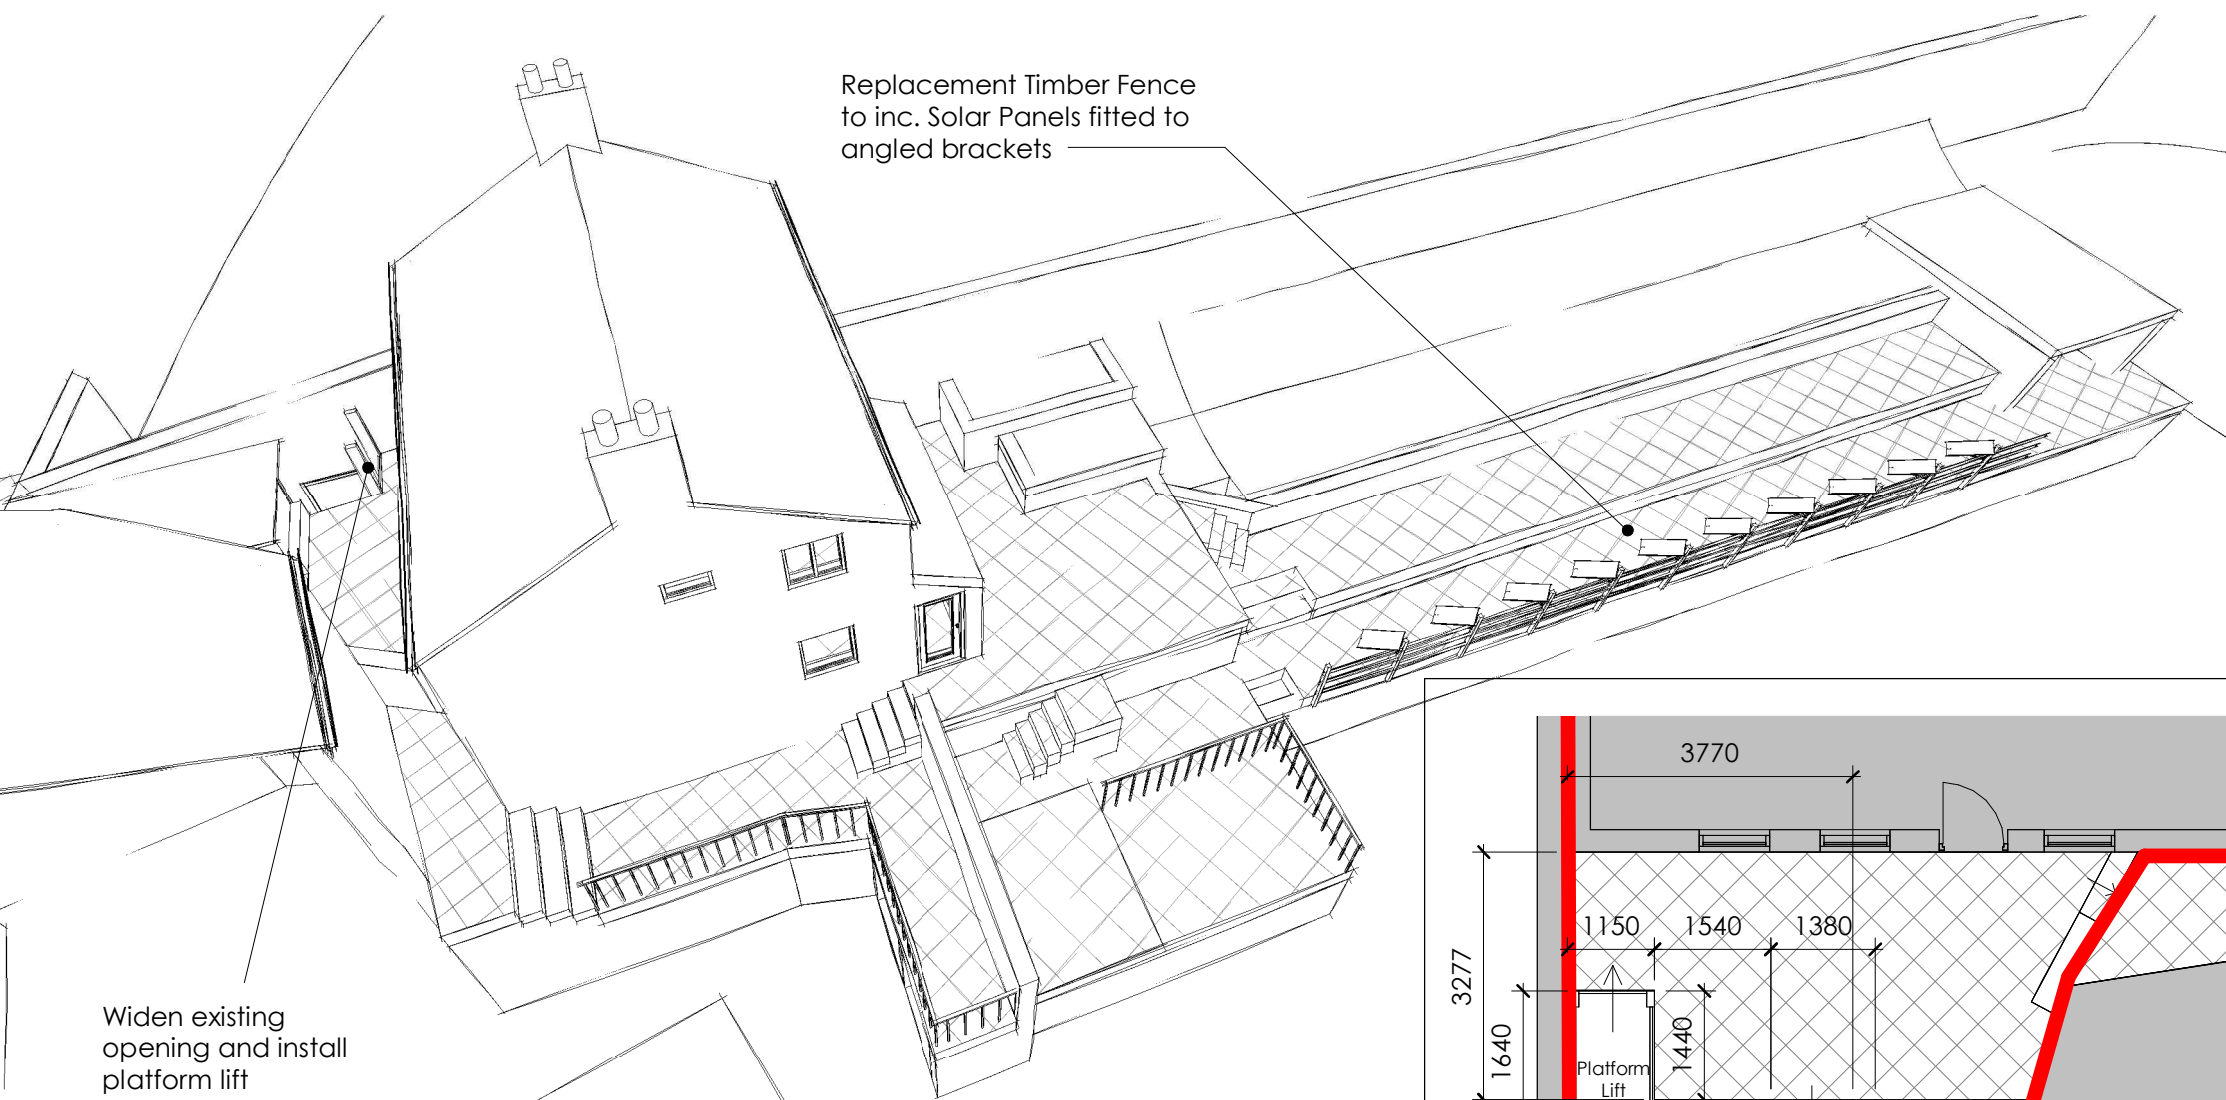 Replacement Timber Fence
to inc. Solar Panels fitted to
angled brackets
Widen existing
opening and install
platform lift
3770
1150
1540
1380
3277
1640
1440
Platform
Lift